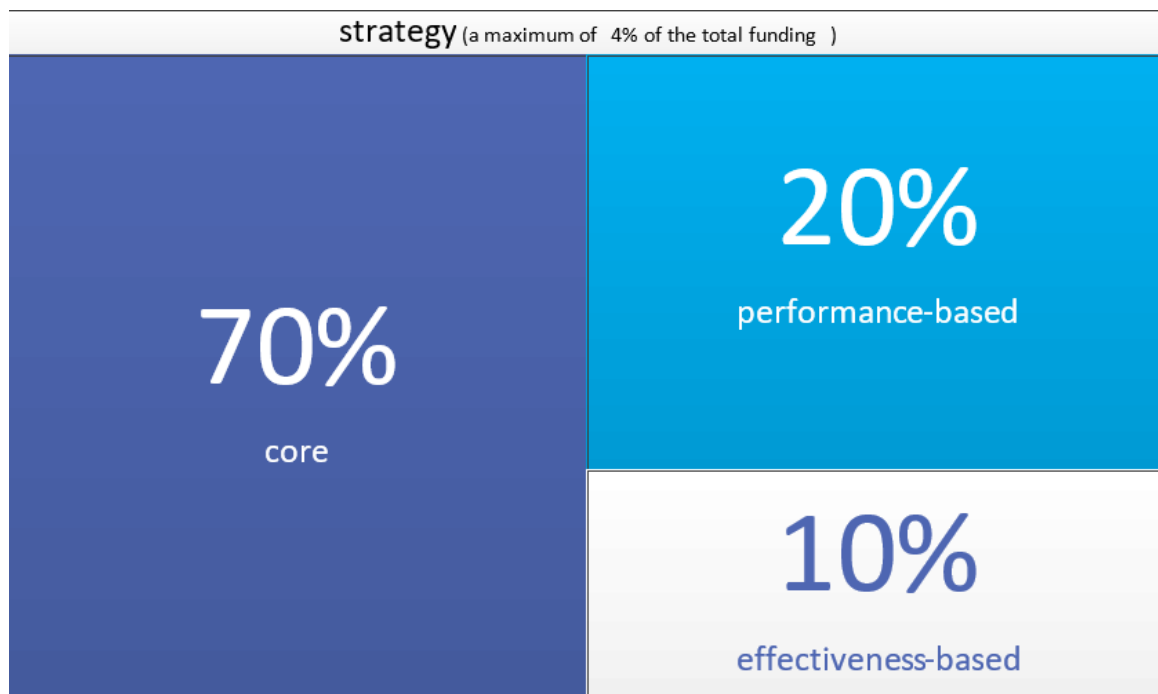 strategy (a maximum of 4% of the total funding )
70%
core
20%
performance-based
10%
effectiveness-based